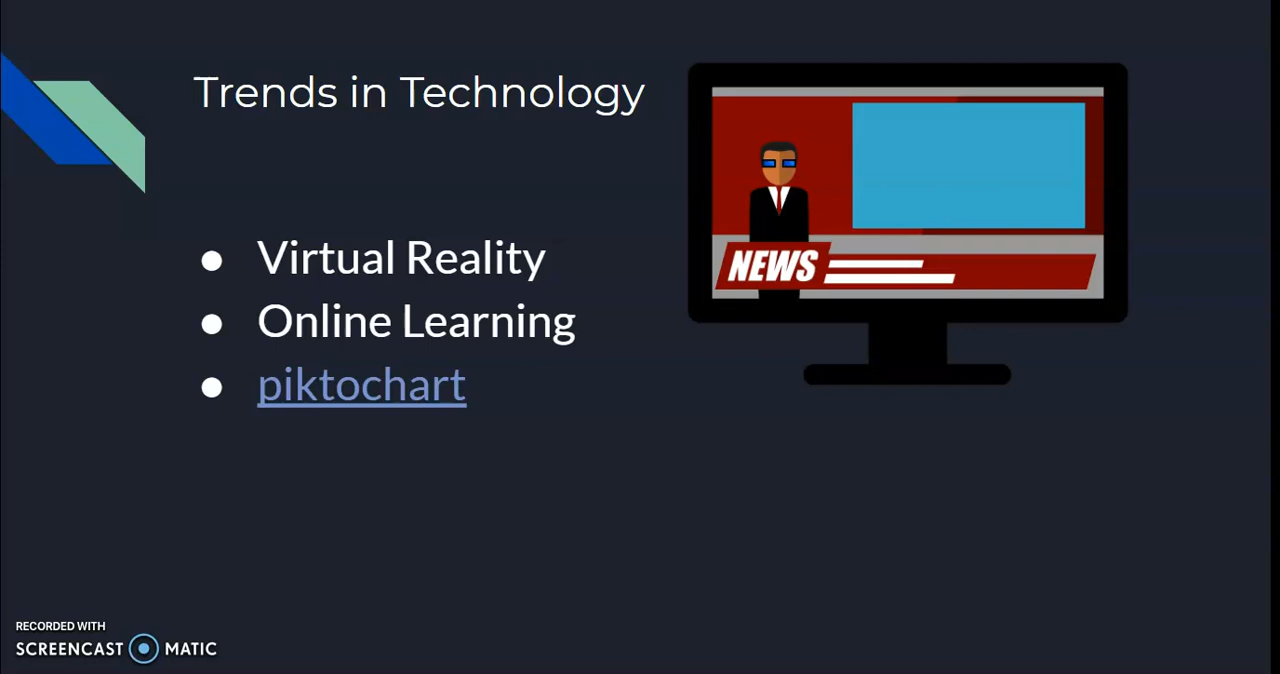 Trends in Technology
Virtual Reality
Online Learning
piktochart
NEWS
RECORDED WITH
SCREENCAST MATIC